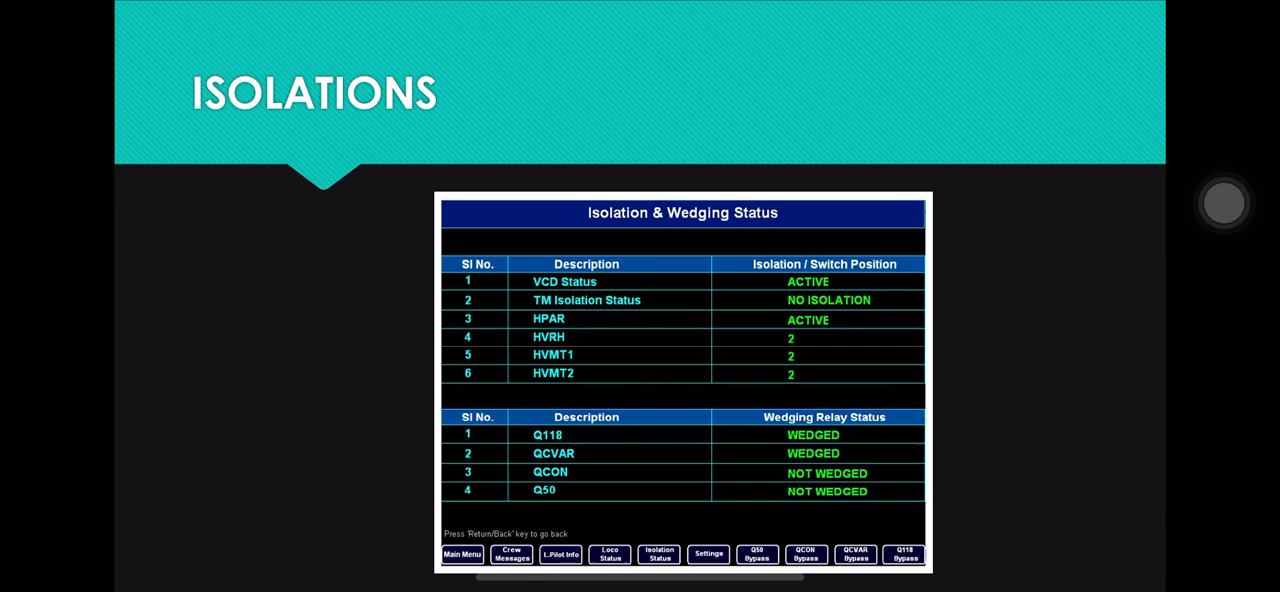 ISOLATIONS
Isolation & Wedging Status
Sl No. Description Isolation / Switch Position
1 VCD Status ACTIVE
2 TM Isolation Status NO ISOLATION
3 HPAR ACTIVE
4 HVRH 2
5 HVMT1 2
6 HVMT2 2
Sl No. Description Wedging Relay Status
1 Q118 WEDGED
2 QCVAR WEDGED
3 QCON NOT WEDGED
4 Q50 NOT WEDGED
Press 'Return/Back' key to go back
Main Menu Crew Messages L.Pilot Info Loco Status Isolation Status Settings Q50 Bypass QCON Bypass QCVAR Bypass Q118 Bypass